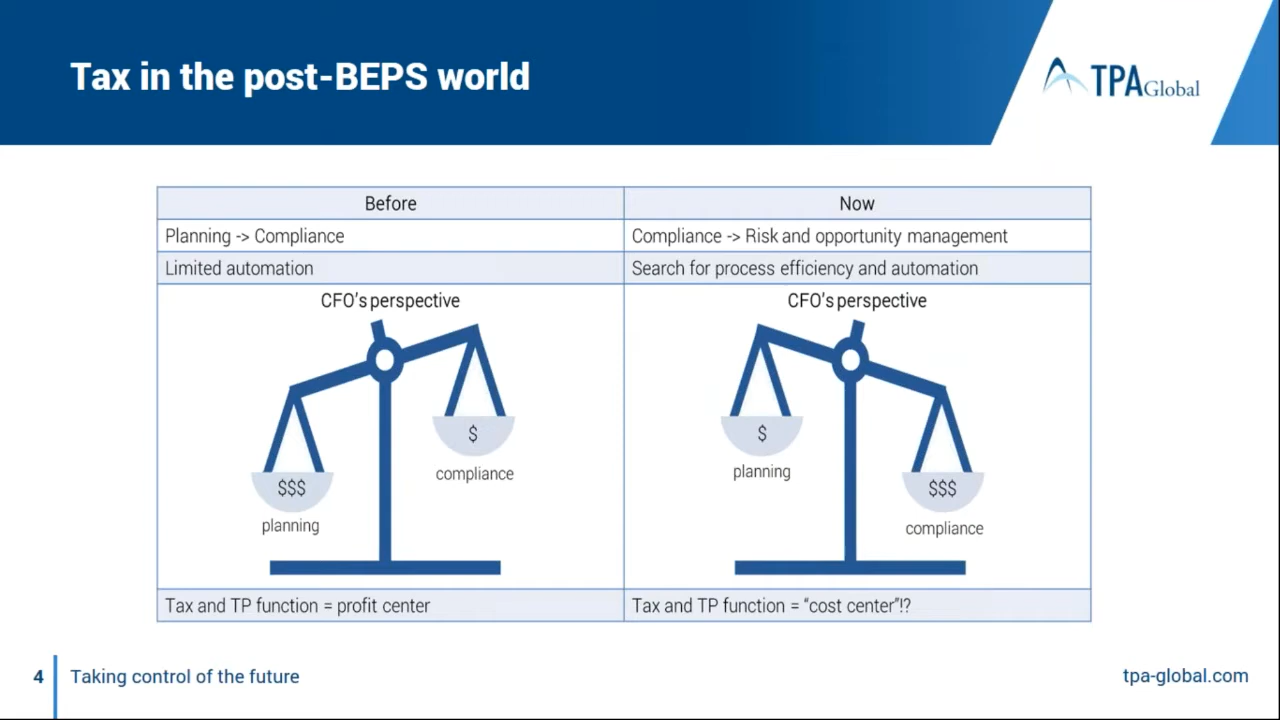 Tax in the post-BEPS world
TPA Global
Before
Now
Planning -> Compliance
Compliance -> Risk and opportunity management
Limited automation
Search for process efficiency and automation
CFO's perspective
CFO's perspective
$
$
compliance
planning
$$$
$$$
planning
compliance
Tax and TP function = profit center
Tax and TP function = “cost center”!?
4
Taking control of the future
tpa-global.com